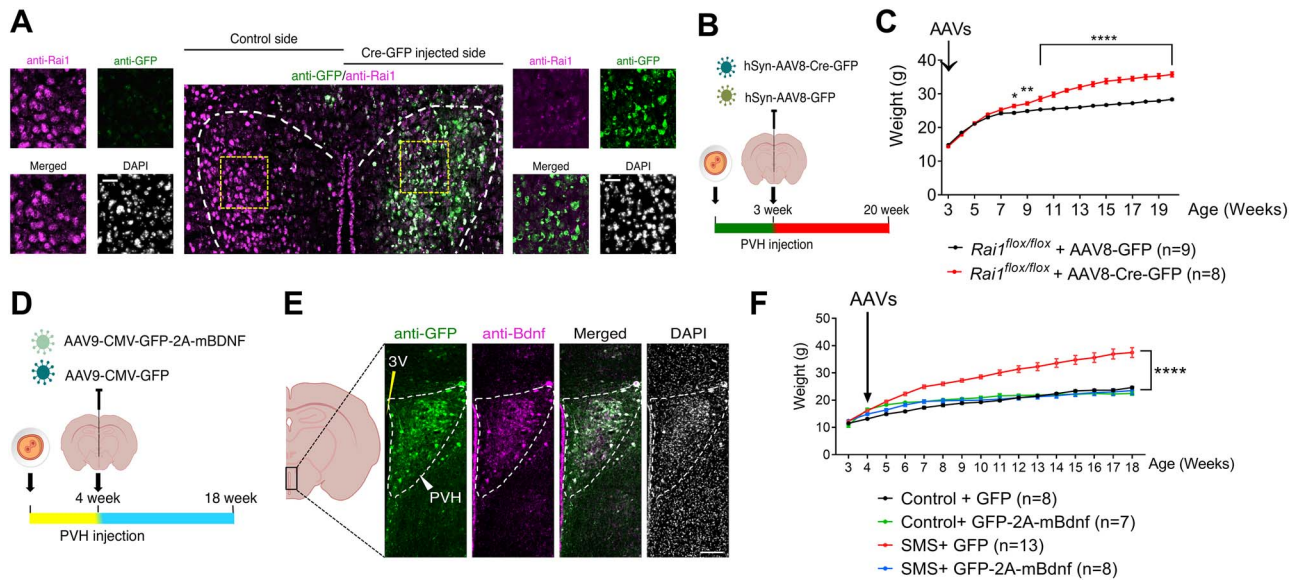 A
Control side
Cre-GFP injected side
anti-Rai1
anti-GFP
anti-GFP/anti-Rai1
anti-Rai1
anti-GFP
Merged
DAPI
Merged
DAPI
B
hSyn-AAV8-Cre-GFP
hSyn-AAV8-GFP
3 week
20 week
PVH injection
C
AAVs
****
*
**
Weight (g)
40
30
20
10
0
3 5 7 9 11 13 15 17 19
Age (Weeks)
Rai1flox/flox + AAV8-GFP (n=9)
Rai1flox/flox + AAV8-Cre-GFP (n=8)
D
AAV9-CMV-GFP-2A-mBDNF
AAV9-CMV-GFP
4 week
18 week
PVH injection
E
anti-GFP
anti-Bdnf
Merged
DAPI
3V
PVH
F
AAVs
****
Weight (g)
50
40
30
20
10
0
3 4 5 6 7 8 9 10 11 12 13 14 15 16 17 18
Age (Weeks)
Control + GFP (n=8)
Control+ GFP-2A-mBdnf (n=7)
SMS+ GFP (n=13)
SMS+ GFP-2A-mBdnf (n=8)